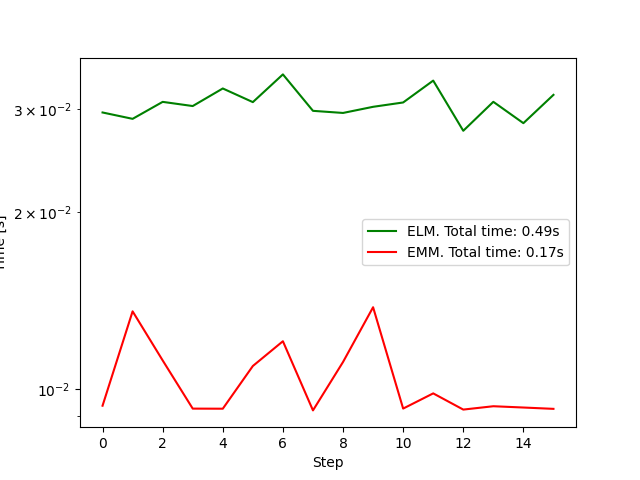 3 × 10⁻²
2 × 10⁻²
10⁻²
Time [s]
ELM. Total time: 0.49s
EMM. Total time: 0.17s
0 2 4 6 8 10 12 14
Step